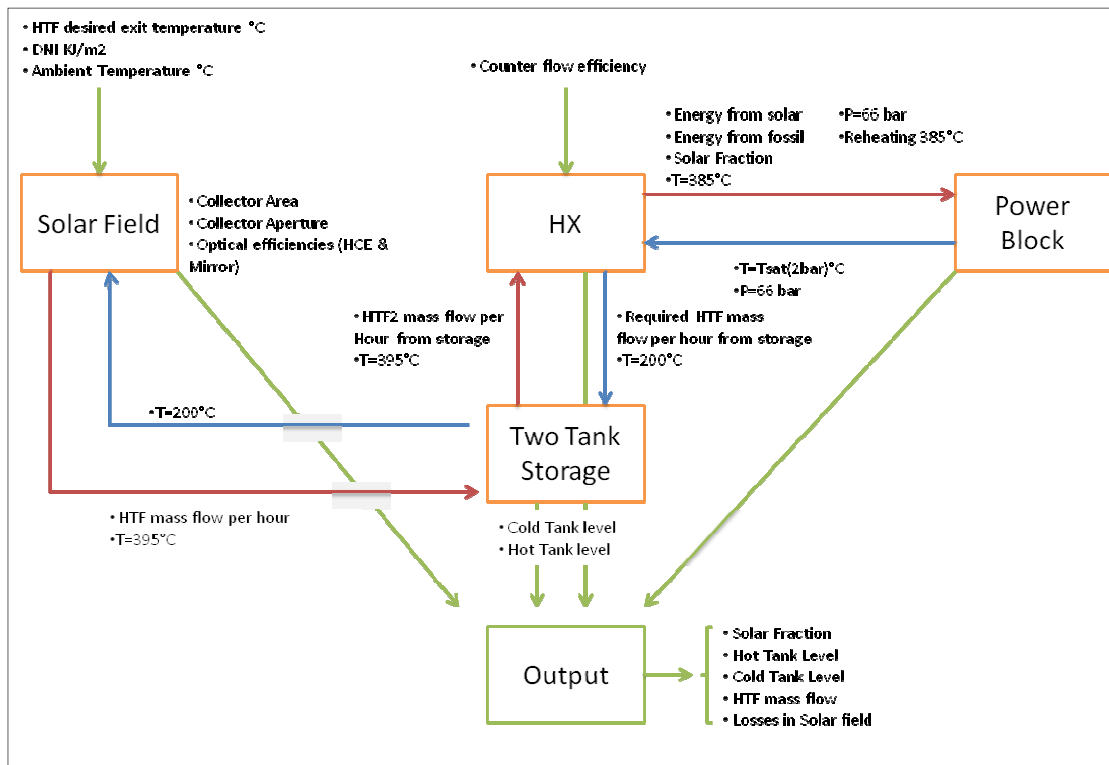 • HTF desired exit temperature °C
• DNI KJ/m2
• Ambient Temperature °C
• Counter flow efficiency
• Energy from solar
• Energy from fossil
• Solar Fraction
• T=385°C
• P=66 bar
• Reheating 385°C
Solar Field
• Collector Area
• Collector Aperture
• Optical efficiencies (HCE &
Mirror)
HX
Power
Block
• T=Tsat(2bar)°C
• P=66 bar
• HTF2 mass flow per
Hour from storage
• T=395°C
• Required HTF mass
flow per hour from storage
• T=200°C
• T=200°C
Two Tank
Storage
• HTF mass flow per hour
• T=395°C
• Cold Tank level
• Hot Tank level
Output
• Solar Fraction
• Hot Tank Level
• Cold Tank Level
• HTF mass flow
• Losses in Solar field